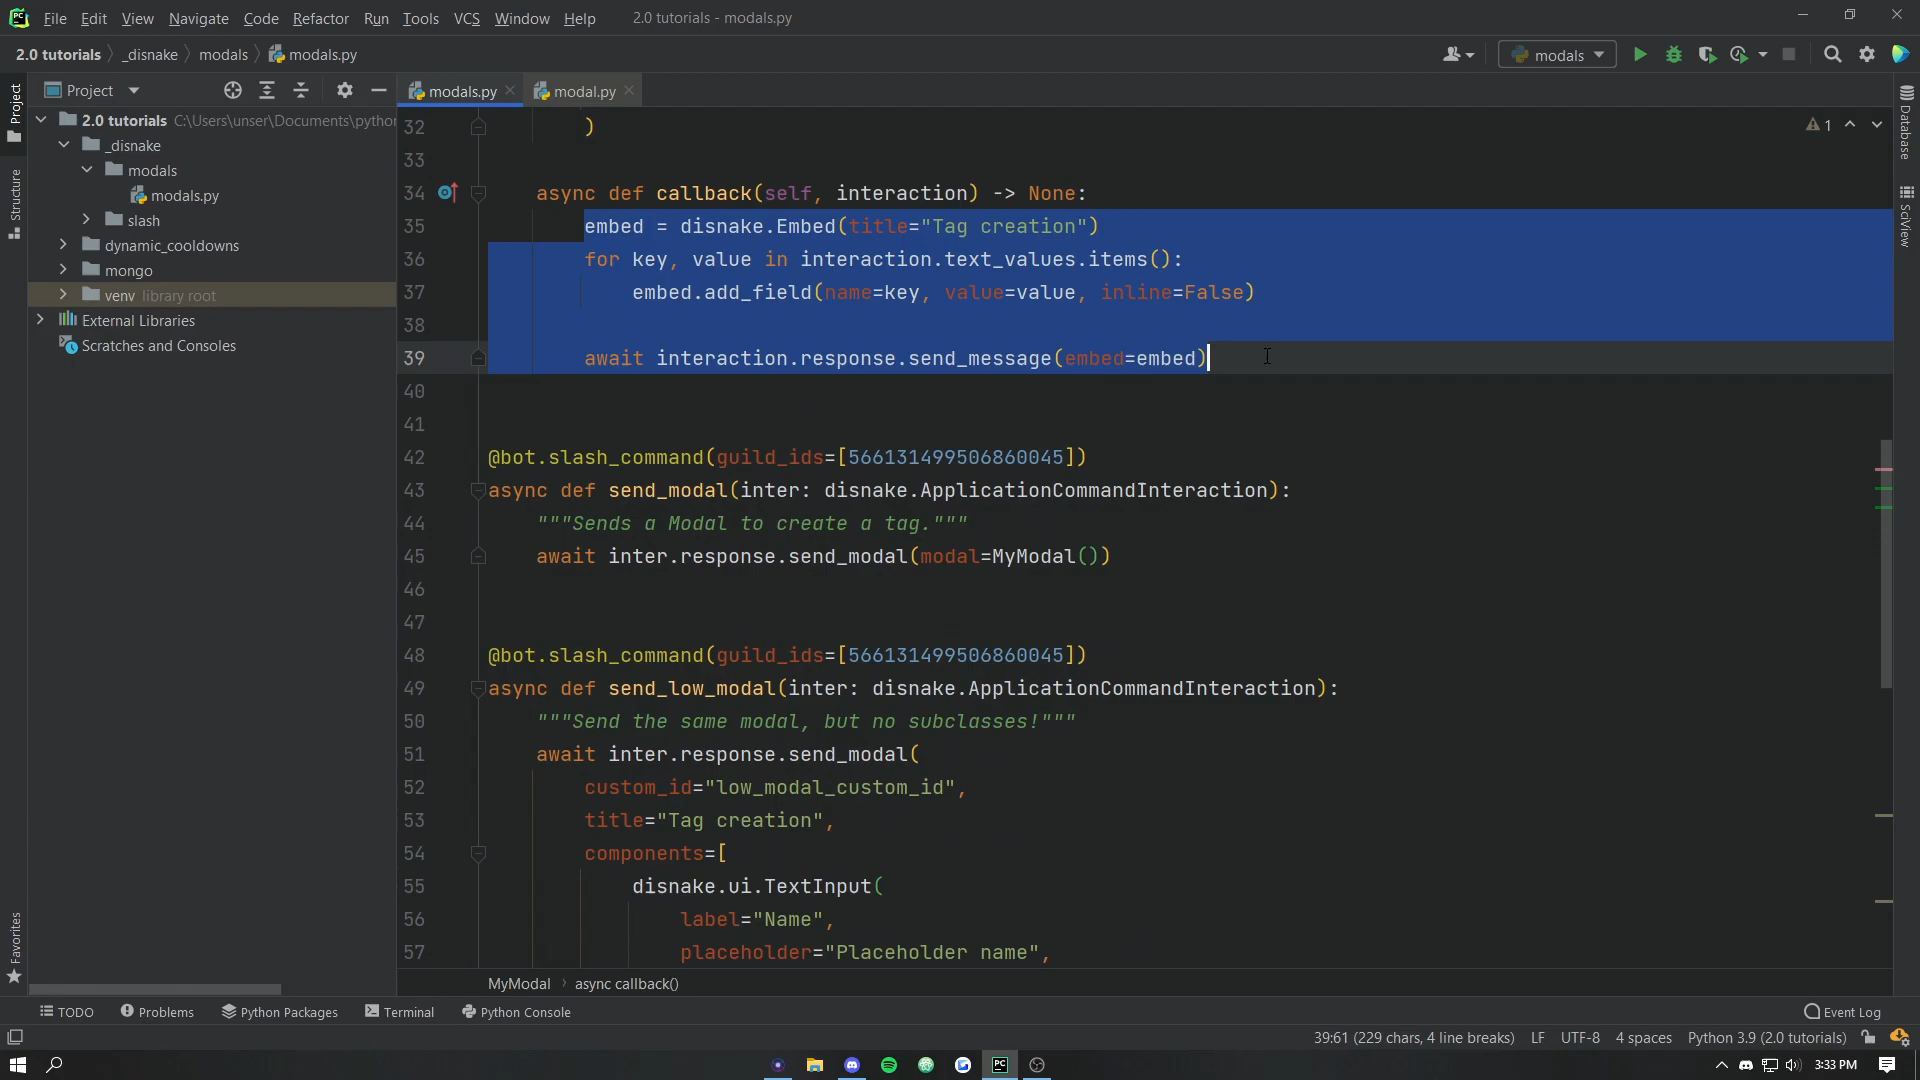 PC File Edit View Navigate Code Refactor Run Tools VCS Window Help 2.0 tutorials - modals.py
2.0 tutorials _disnake modals modals.py modals
Project modals.py modal.py
Project
Structure
Favorites
2.0 tutorials C:\Users\unser\Documents\pythor
_disnake
modals
modals.py
slash
dynamic_cooldowns
mongo
venv library root
External Libraries
Scratches and Consoles
1
32 )
33
34 async def callback(self, interaction) -> None:
35 embed = disnake.Embed(title="Tag creation")
36 for key, value in interaction.text_values.items():
37 embed.add_field(name=key, value=value, inline=False)
38
39 await interaction.response.send_message(embed=embed)
40
41
42 @bot.slash_command(guild_ids=[566131499506860045])
43 async def send_modal(inter: disnake.ApplicationCommandInteraction):
44 """Sends a Modal to create a tag."""
45 await inter.response.send_modal(modal=MyModal())
46
47
48 @bot.slash_command(guild_ids=[566131499506860045])
49 async def send_low_modal(inter: disnake.ApplicationCommandInteraction):
50 """Send the same modal, but no subclasses!"""
51 await inter.response.send_modal(
52 custom_id="low_modal_custom_id",
53 title="Tag creation",
54 components=[
55 disnake.ui.TextInput(
56 label="Name",
57 placeholder="Placeholder name",
Database
SciView
MyModal async callback()
TODO Problems Python Packages Terminal Python Console Event Log
39:61 (229 chars, 4 line breaks) LF UTF-8 4 spaces Python 3.9 (2.0 tutorials)
PC 3:33 PM